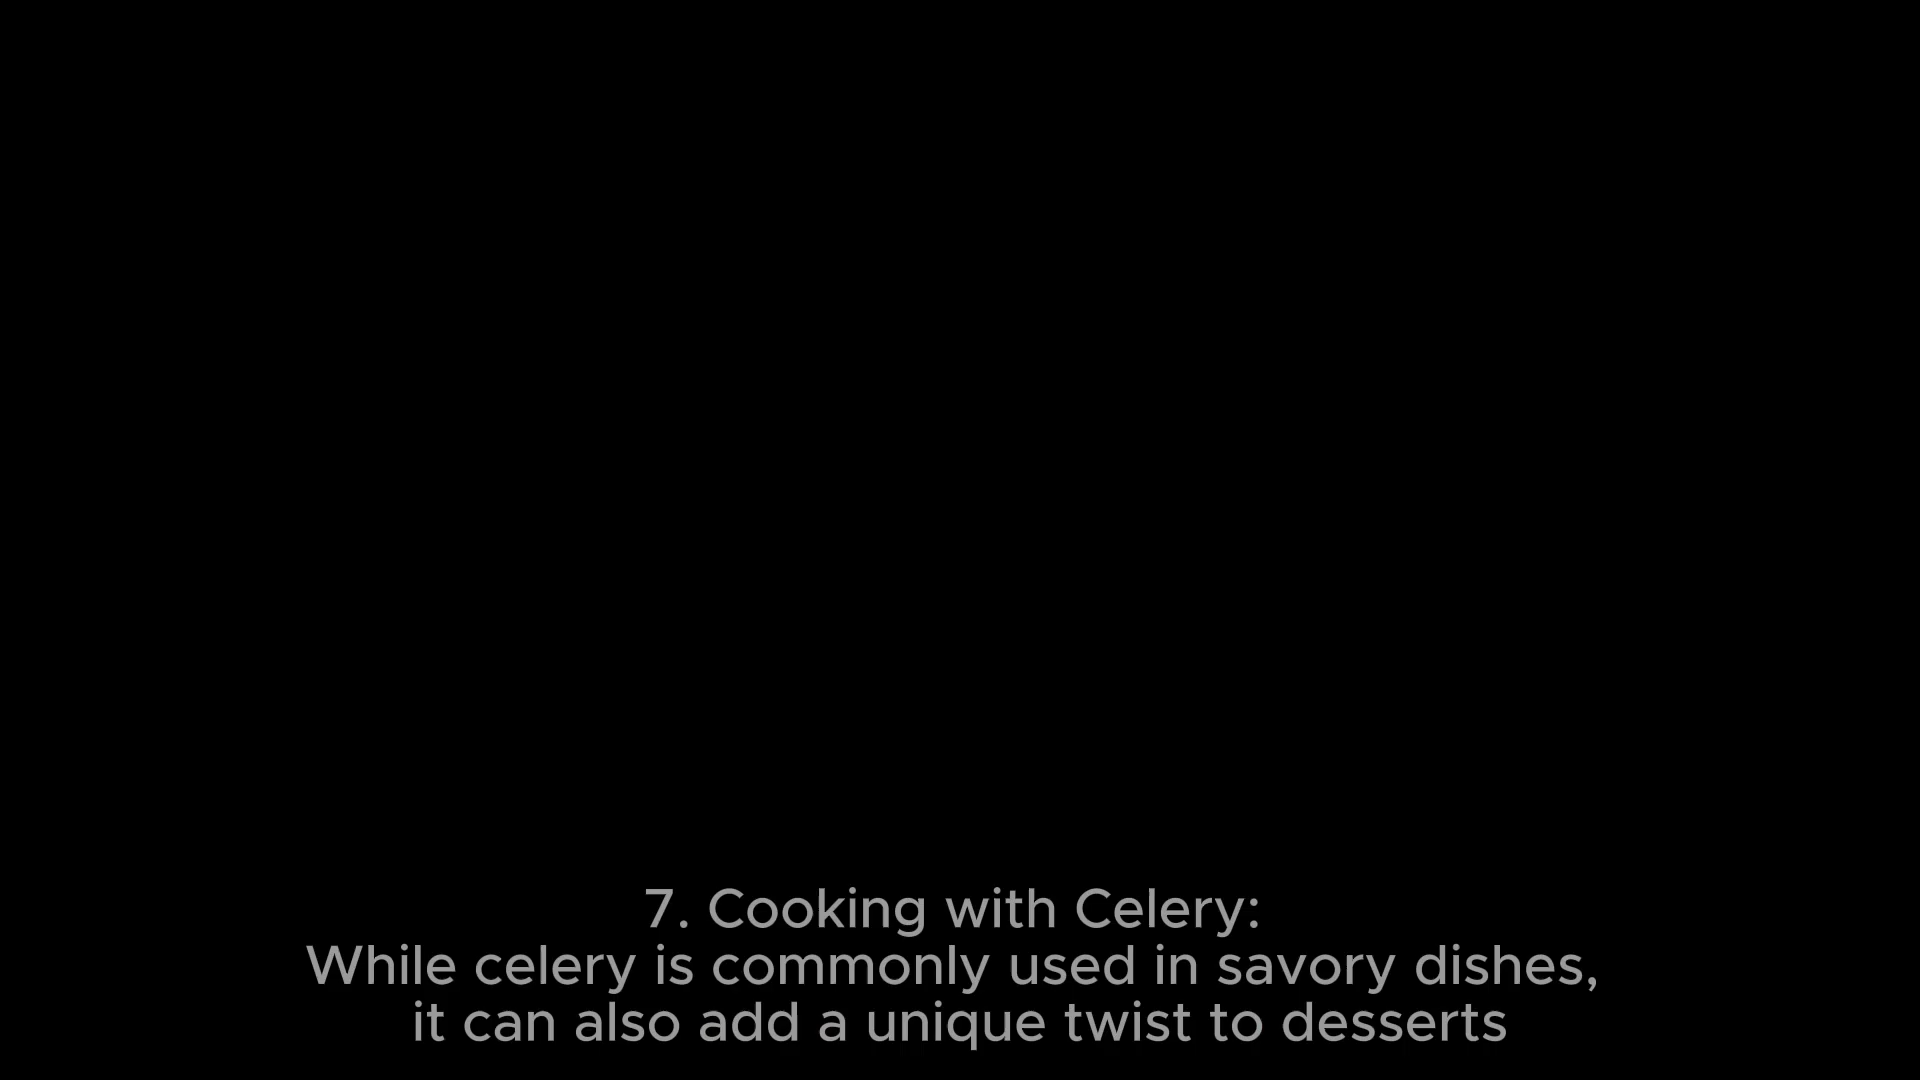 7. Cooking with Celery:
While celery is commonly used in savory dishes,
it can also add a unique twist to desserts